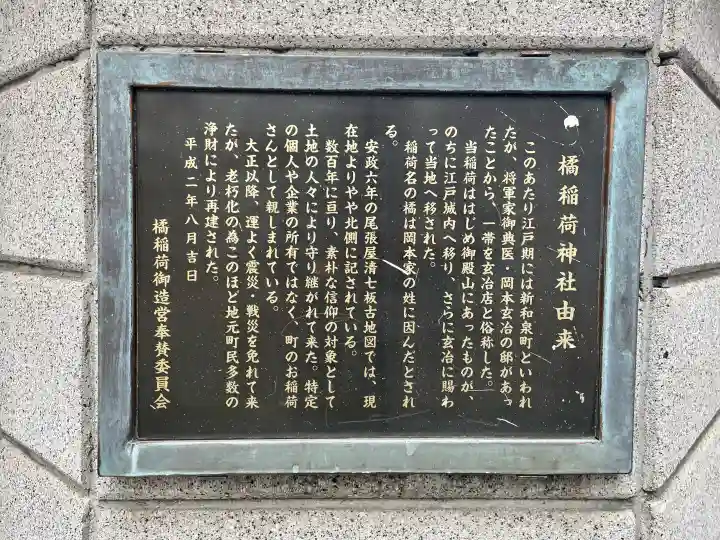 橘稲荷神社由来
このあたり江戸期には新和泉町といわれ
たが、将軍家御典医・岡本玄冶の邸があっ
たことから、一帯を玄冶店と俗称した。
当稲荷ははじめ御殿山にあったものが、
のちに江戸城内へ移り、さらに玄冶に賜わ
って当地へ移された。
稲荷名の橘は岡本家の姓に因んだとされ
る。
安政六年の尾張屋清七板古地図では、現
在地よりやや北側に記されている。
数百年に亘り、素朴な信仰の対象として
土地の人々により守り継がれて来た。特定
の個人や企業の所有ではなく、町のお稲荷
さんとして親しまれている。
大正以降、運よく震災・戦災を免れて来
たが、老朽化の為このほど地元町民多数の
浄財により再建された。
平成二年八月吉日
橘稲荷御造営奉賛委員会